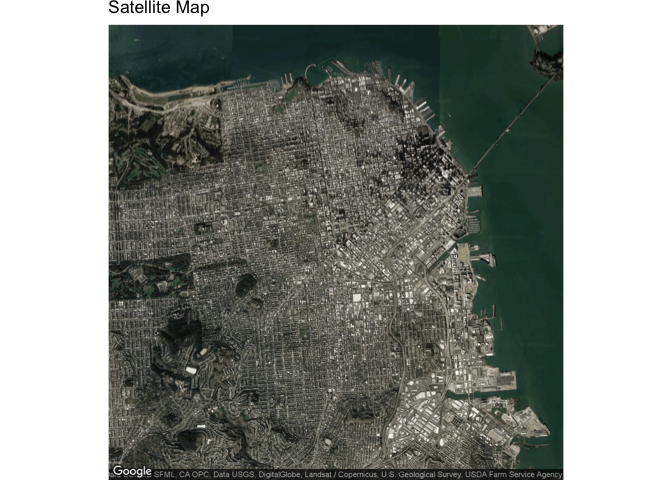 Satellite Map
Google
SFML, CA OPC, Data USGS, DigitalGlobe, Landsat / Copernicus, U.S. Geological Survey, USDA Farm Service Agency